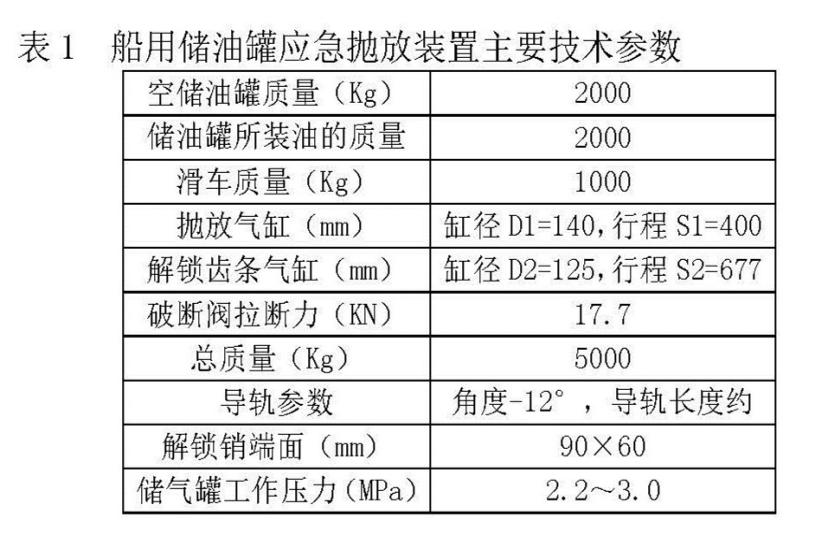 表1 船用储油罐应急抛放装置主要技术参数
空储油罐质量（Kg） 2000
储油罐所装油的质量 2000
滑车质量（Kg） 1000
抛放气缸（mm） 缸径 D1=140,行程 S1=400
解锁齿条气缸（mm） 缸径 D2=125,行程 S2=677
破断阀拉断力（KN） 17.7
总质量（Kg） 5000
导轨参数 角度-12°，导轨长度约
解锁销端面（mm） 90×60
储气罐工作压力(MPa) 2.2～3.0